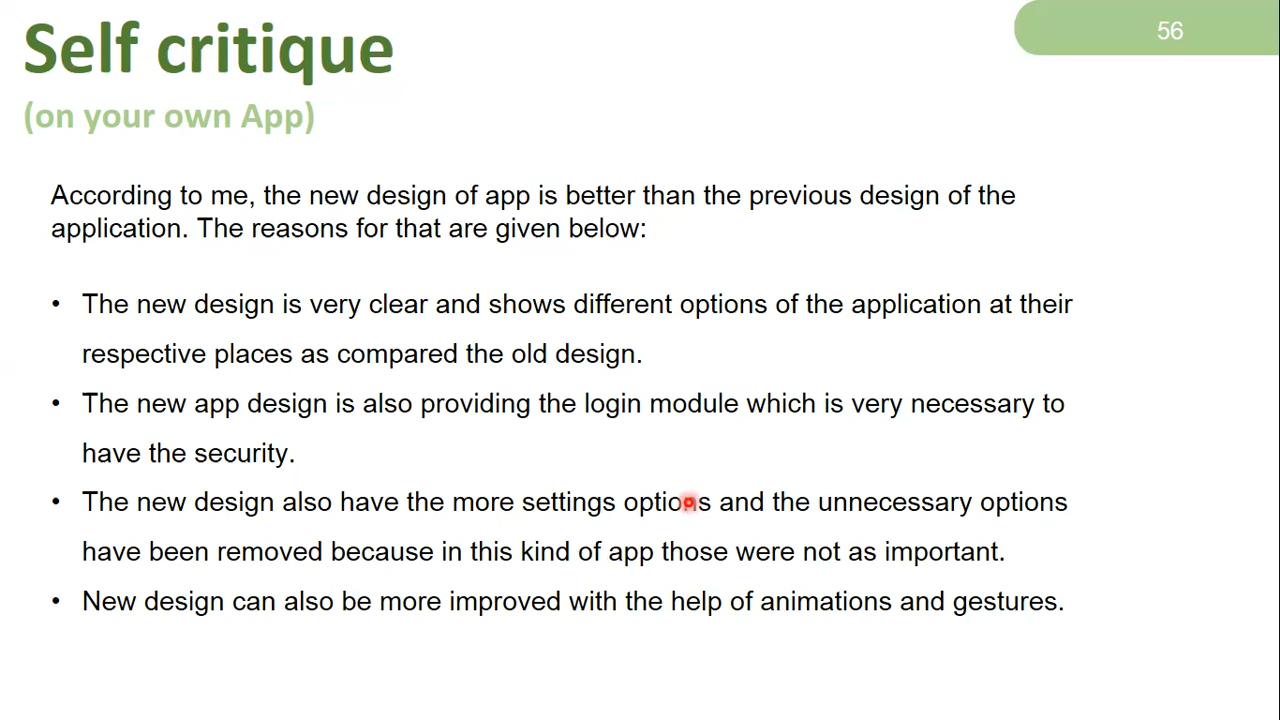 56
Self critique
(on your own App)
According to me, the new design of app is better than the previous design of the
application. The reasons for that are given below:
• The new design is very clear and shows different options of the application at their
respective places as compared the old design.
• The new app design is also providing the login module which is very necessary to
have the security.
• The new design also have the more settings options and the unnecessary options
have been removed because in this kind of app those were not as important.
• New design can also be more improved with the help of animations and gestures.